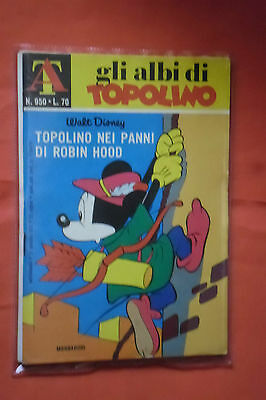 A
N. 950 • L. 70
gli albi di
TOPOLINO
Walt Disney
TOPOLINO NEI PANNI
DI ROBIN HOOD
MONDADORI